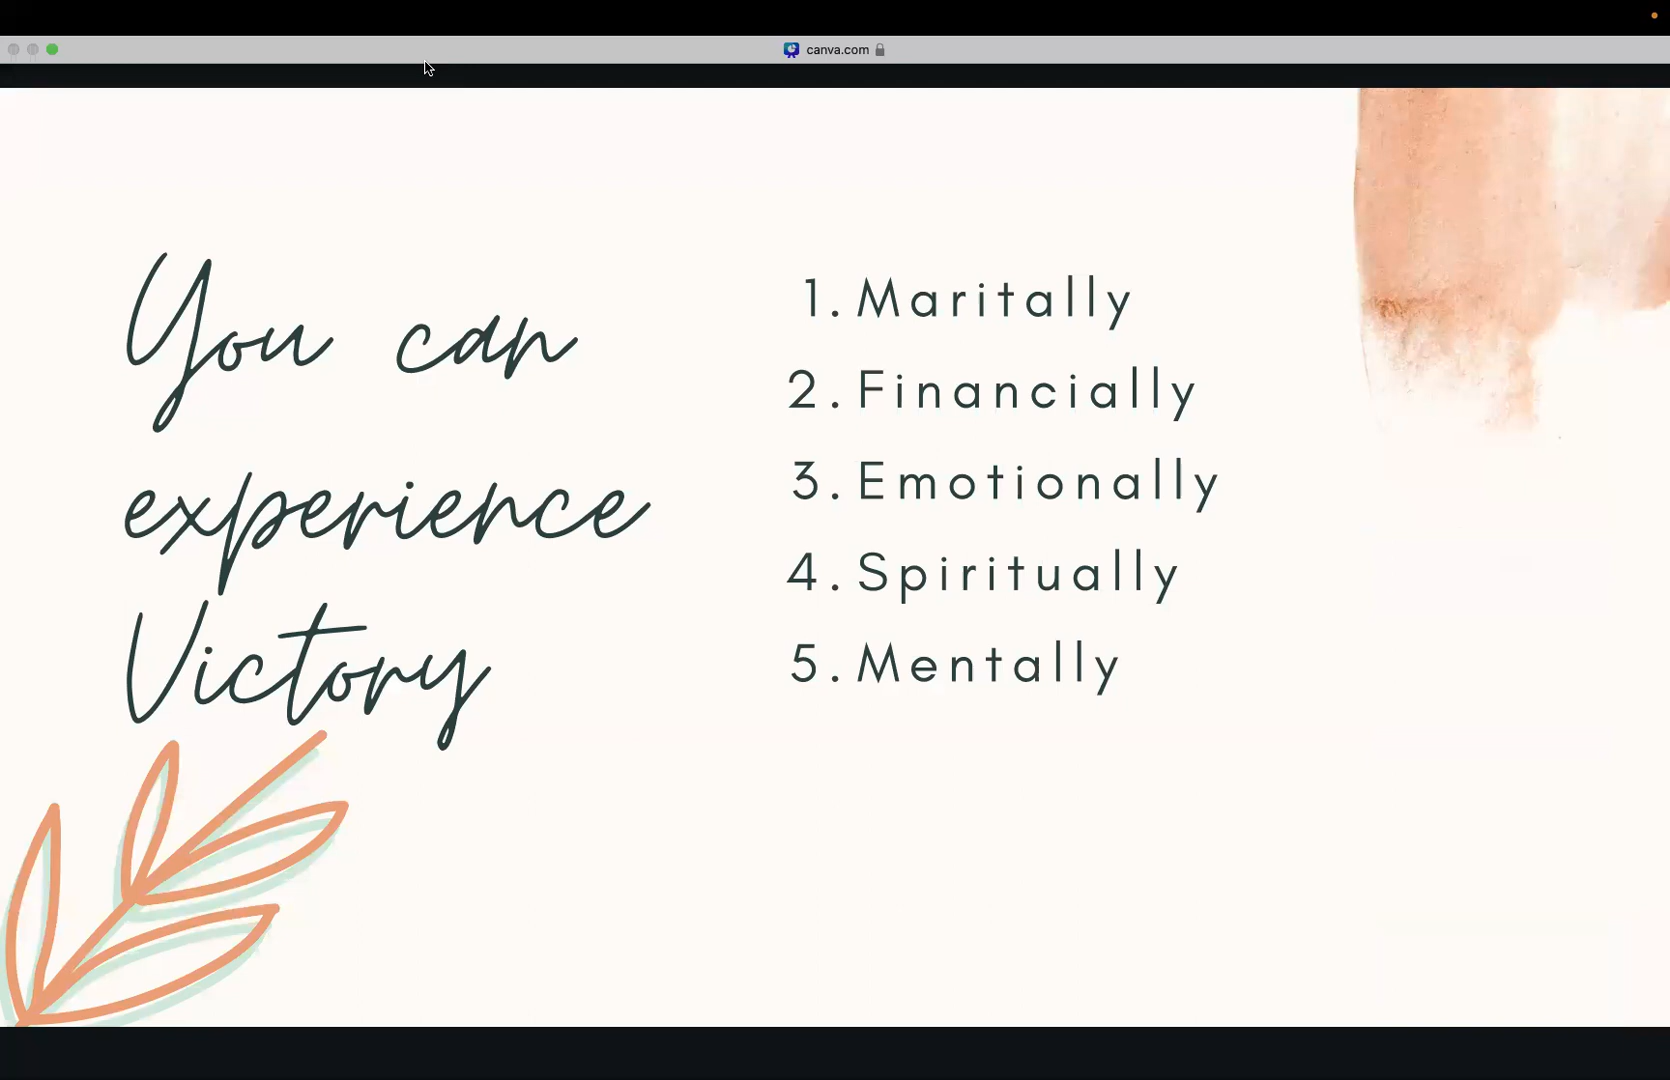 canva.com
You can
experience
Victory
1. Maritally
2. Financially
3. Emotionally
4. Spiritually
5. Mentally